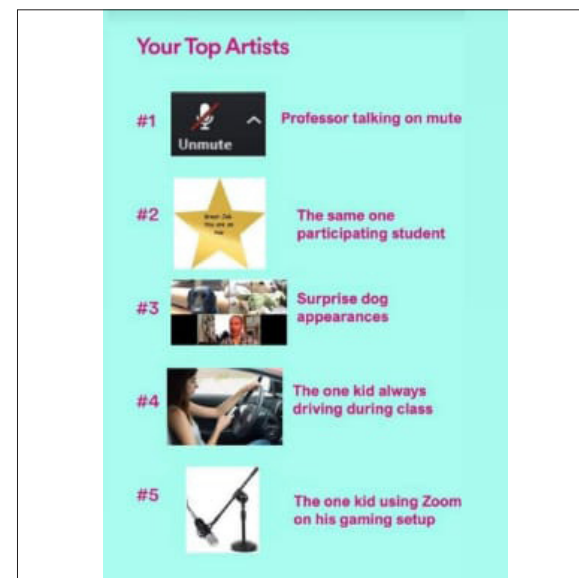 Your Top Artists
#1
Unmute
Professor talking on mute
#2
The same one
participating student
#3
Surprise dog
appearances
#4
The one kid always
driving during class
#5
The one kid using Zoom
on his gaming setup